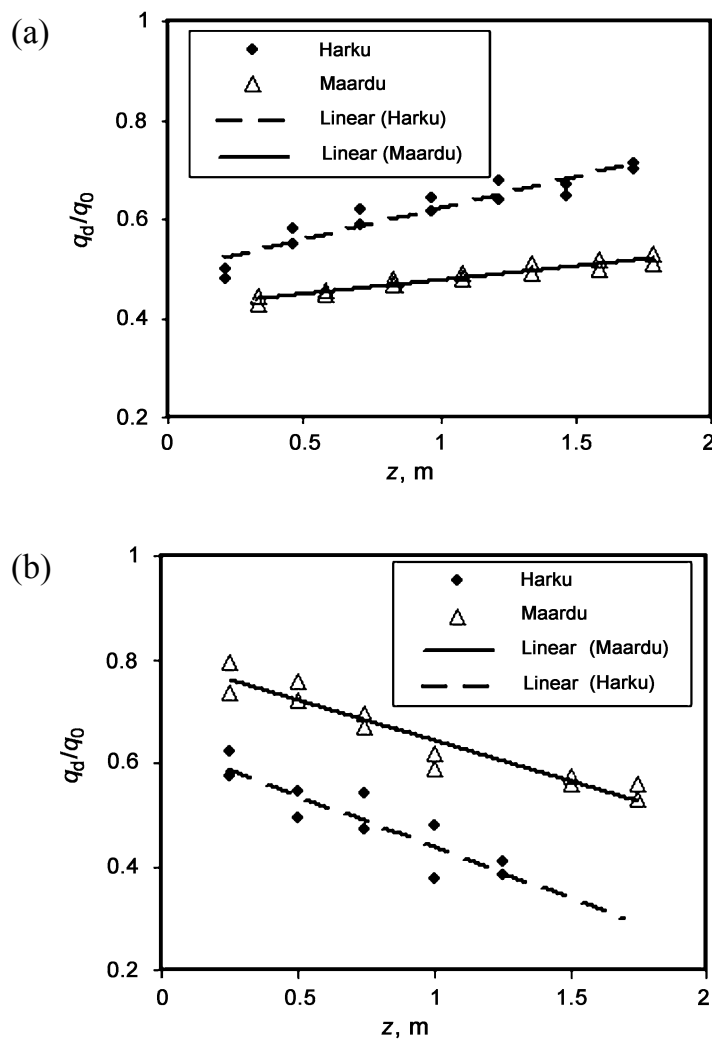 (a)
Harku
Maardu
Linear (Harku)
Linear (Maardu)
1
0.8
0.6
0.4
0.2
qd/q0
0 0.5 1 1.5 2
z, m
(b)
Harku
Maardu
Linear (Maardu)
Linear (Harku)
1
0.8
0.6
0.4
0.2
qd/q0
0 0.5 1 1.5 2
z, m